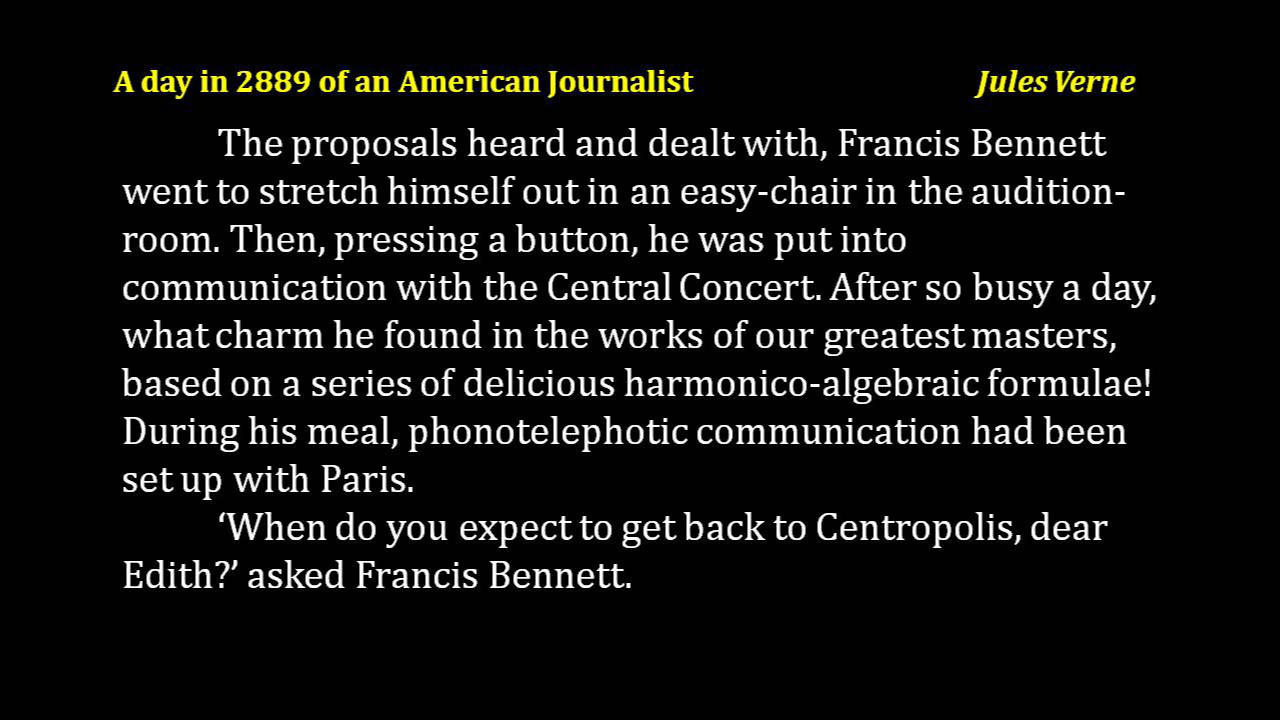 A day in 2889 of an American Journalist Jules Verne
The proposals heard and dealt with, Francis Bennett
went to stretch himself out in an easy-chair in the audition-
room. Then, pressing a button, he was put into
communication with the Central Concert. After so busy a day,
what charm he found in the works of our greatest masters,
based on a series of delicious harmonico-algebraic formulae!
During his meal, phonotelephotic communication had been
set up with Paris.
‘When do you expect to get back to Centropolis, dear
Edith?’ asked Francis Bennett.